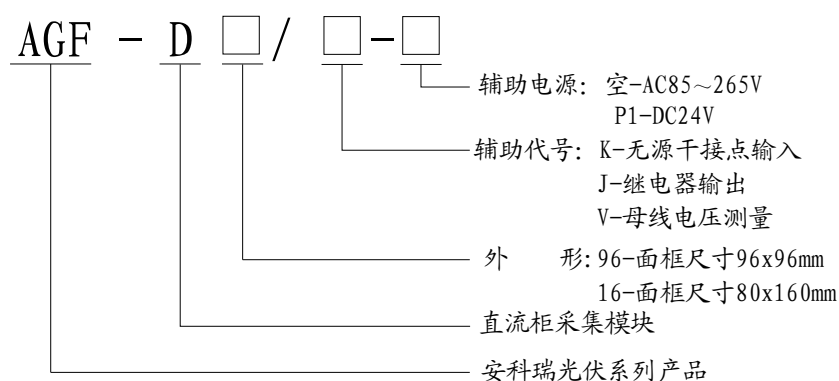 AGF - D □ / □-□
辅助电源: 空-AC85～265V
P1-DC24V
辅助代号: K-无源干接点输入
J-继电器输出
V-母线电压测量
外 形: 96-面框尺寸96x96mm
16-面框尺寸80x160mm
直流柜采集模块
安科瑞光伏系列产品